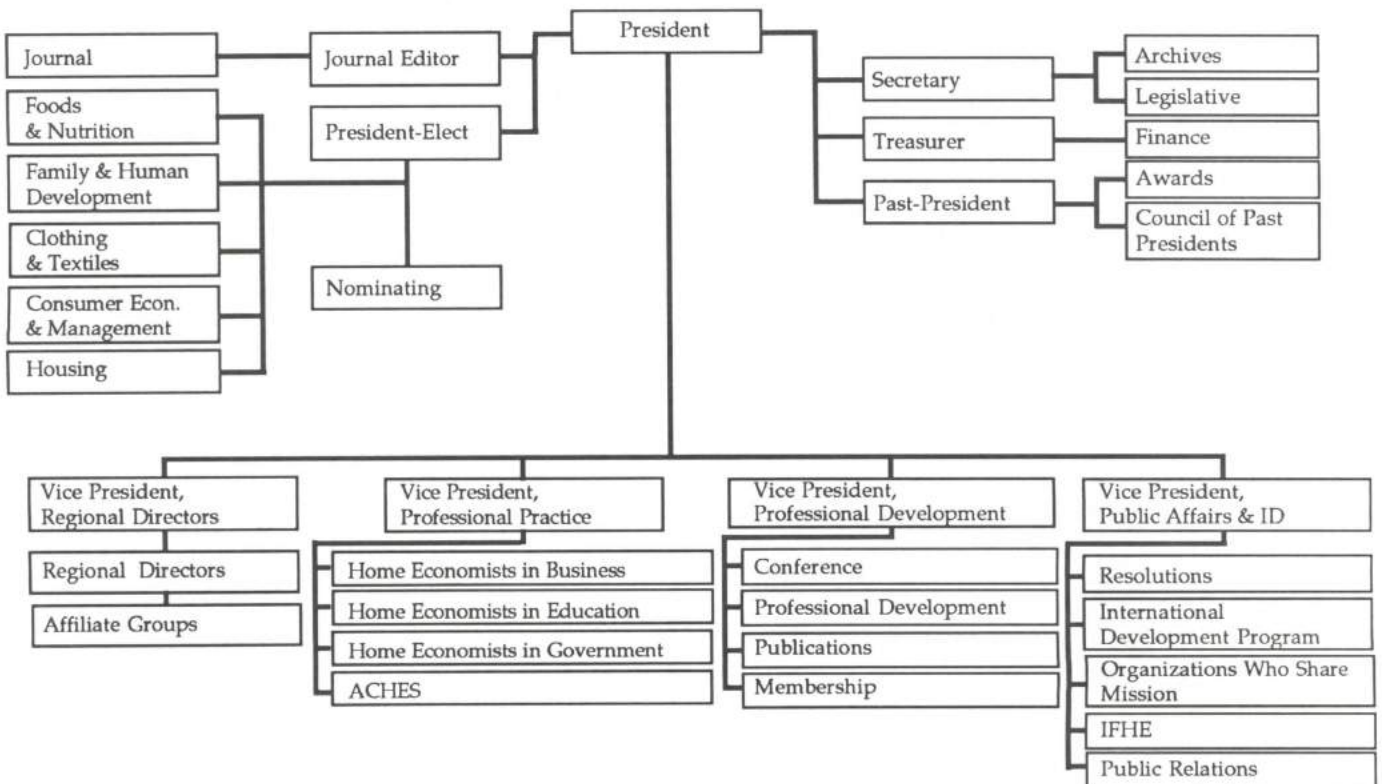 President
Journal
Journal Editor
Foods
& Nutrition
President-Elect
Family & Human
Development
Clothing
& Textiles
Nominating
Consumer Econ.
& Management
Housing
Secretary
Archives
Legislative
Treasurer
Finance
Past-President
Awards
Council of Past
Presidents
Vice President,
Regional Directors
Regional Directors
Affiliate Groups
Vice President,
Professional Practice
Home Economists in Business
Home Economists in Education
Home Economists in Government
ACHES
Vice President,
Professional Development
Conference
Professional Development
Publications
Membership
Vice President,
Public Affairs & ID
Resolutions
International
Development Program
Organizations Who Share
Mission
IFHE
Public Relations